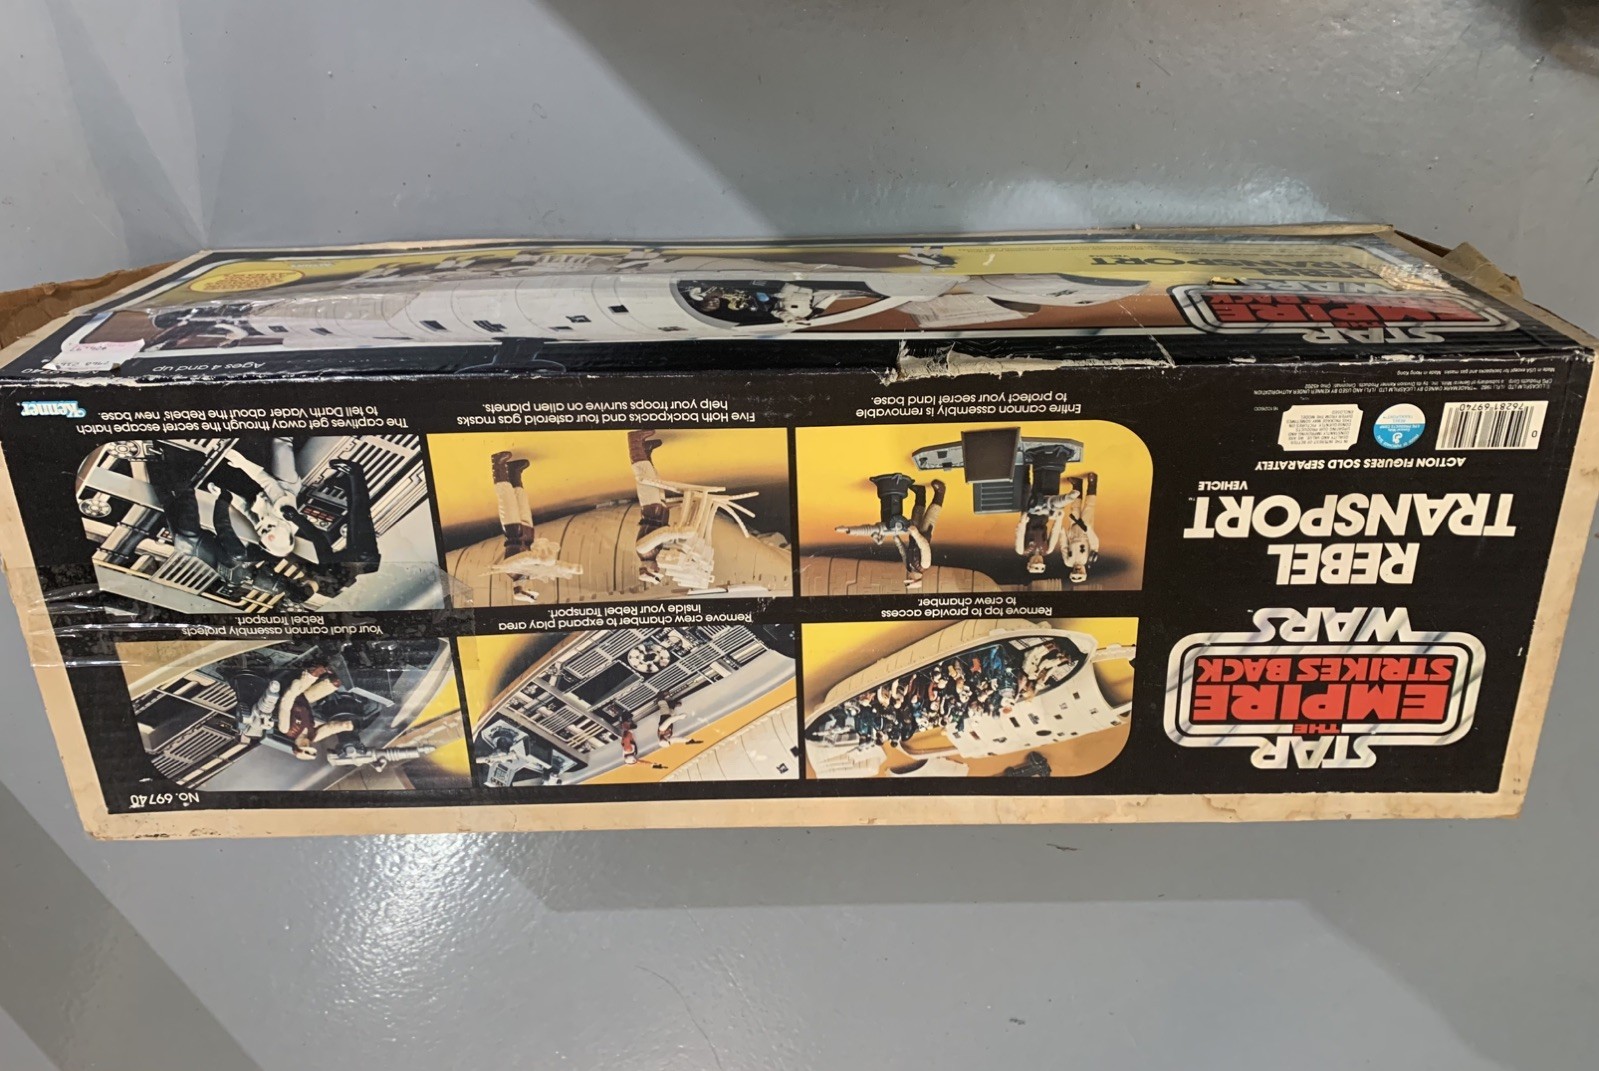 STAR
WARS
THE
EMPIRE
STRIKES BACK
REBEL
TRANSPORT™
VEHICLE
ACTION FIGURES SOLD SEPARATELY
0
76281 69740
No. 69740
Your dual cannon assembly protects
Rebel Transport.
Remove crew chamber to expand play area
inside your Rebel Transport.
Remove top to provide access
to crew chamber.
The captives get away through the secret escape hatch
to tell Darth Vader about the Rebels' new base.
Five Hoth backpacks and four asteroid gas masks
help your troops survive on alien planets.
Entire cannon assembly is removable
to protect your secret land base.
Kenner
Ages 4 and up
STAR
WARS
THE
EMPIRE
STRIKES BACK
REBEL
TRANSPORT